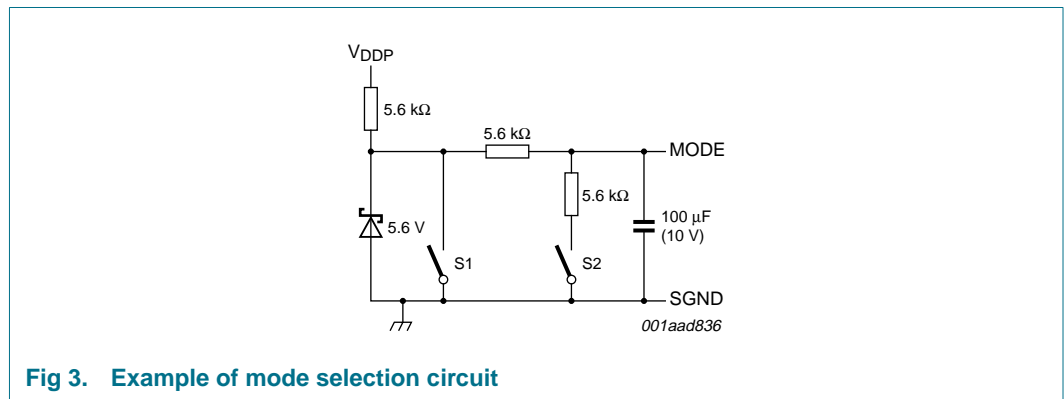 VDDP
5.6 kΩ
5.6 kΩ
MODE
5.6 kΩ
5.6 V
S1
S2
100 μF
(10 V)
SGND
001aad836
Fig 3. Example of mode selection circuit